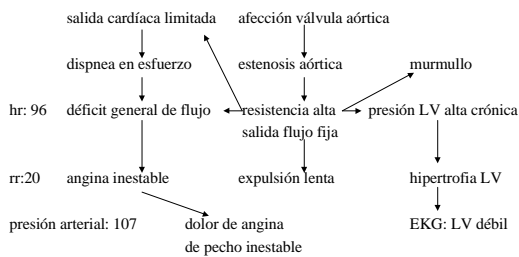 salida cardíaca limitada afección válvula aórtica
dispnea en esfuerzo estenosis aórtica murmullo
hr: 96 déficit general de flujo resistencia alta presión LV alta crónica
salida flujo fija
rr:20 angina inestable expulsión lenta hipertrofia LV
presión arterial: 107 dolor de angina EKG: LV débil
de pecho inestable